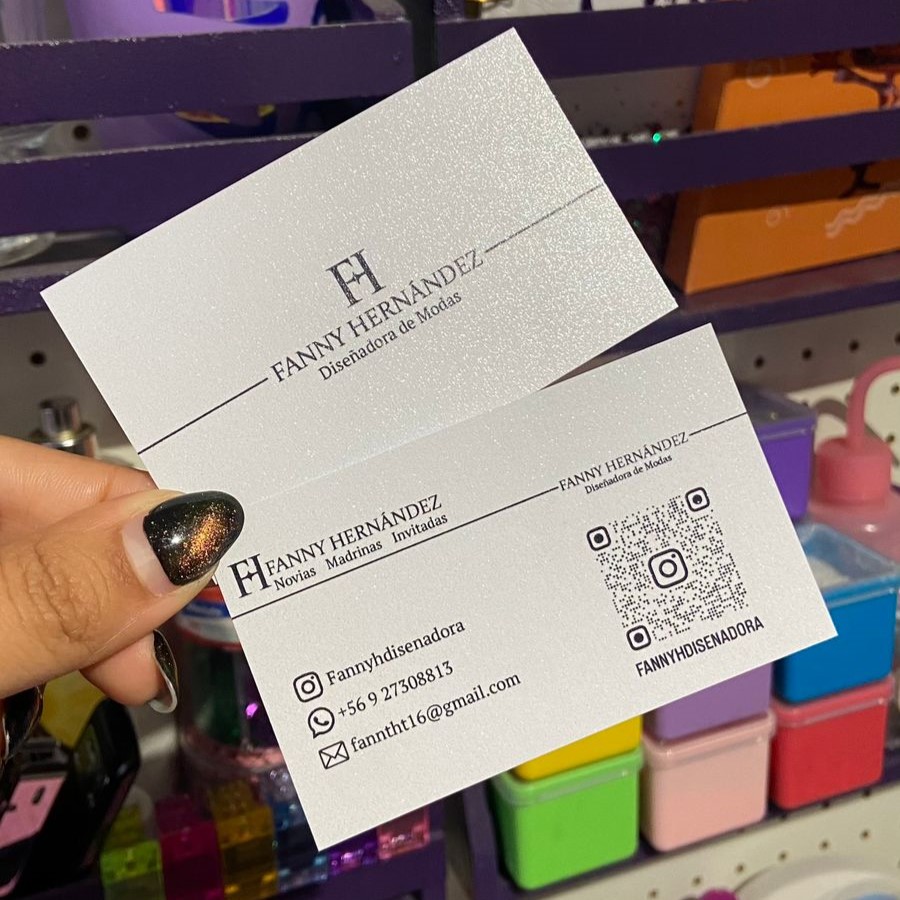 FH
FANNY HERNÁNDEZ
Diseñadora de Modas
FH FANNY HERNÁNDEZ
Novias Madrinas Invitadas
FANNY HERNÁNDEZ
Diseñadora de Modas
Fannyhdisenadora
+56 9 27308813
fanntht16@gmail.com
FANNYHDISENADORA